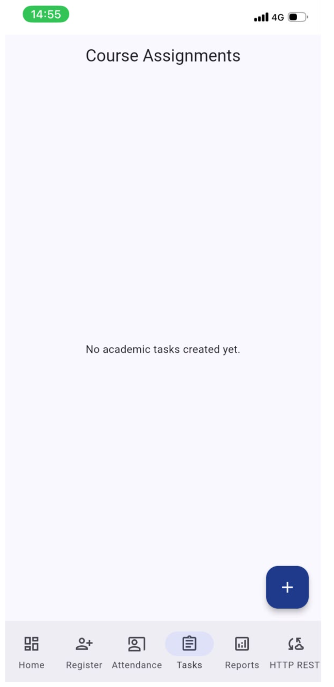 14:55
4G
Course Assignments
No academic tasks created yet.
+
Home
Register
Attendance
Tasks
Reports
HTTP REST